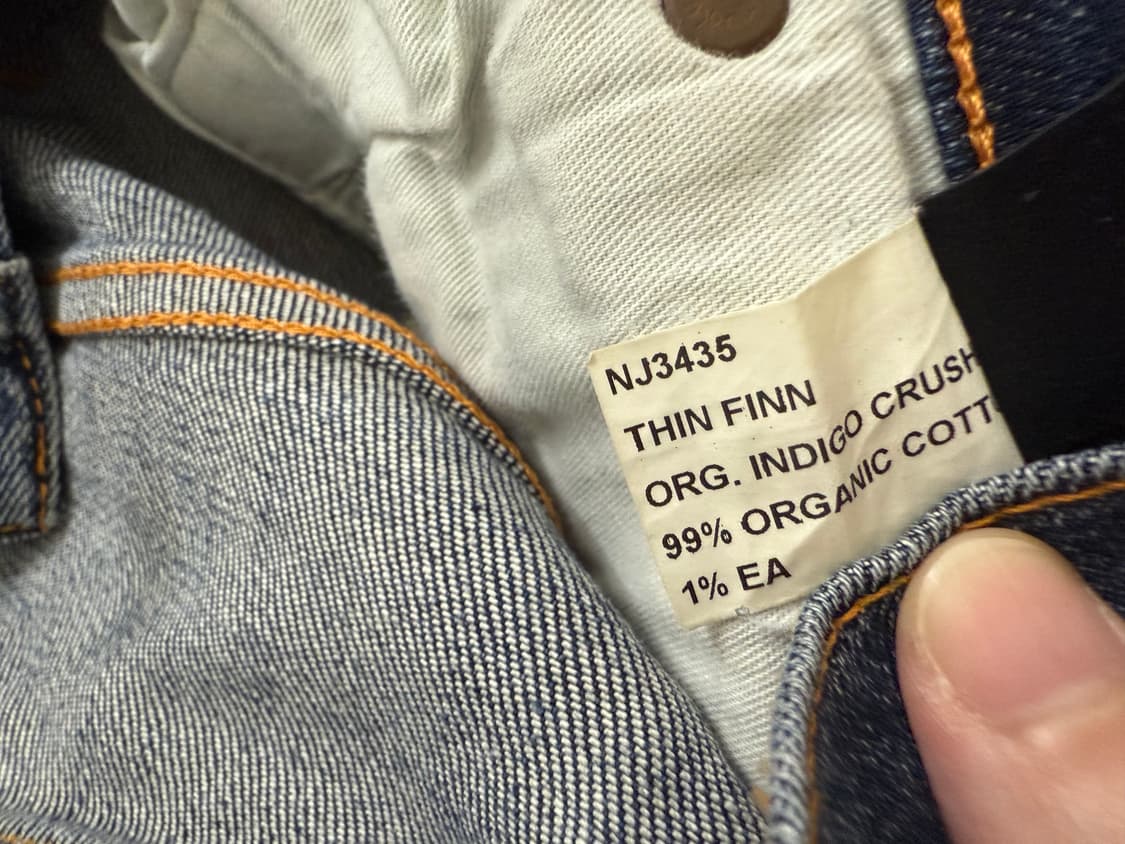 NJ3435
THIN FINN
ORG. INDIGO CRUSH
99% ORGANIC COTT
1% EA